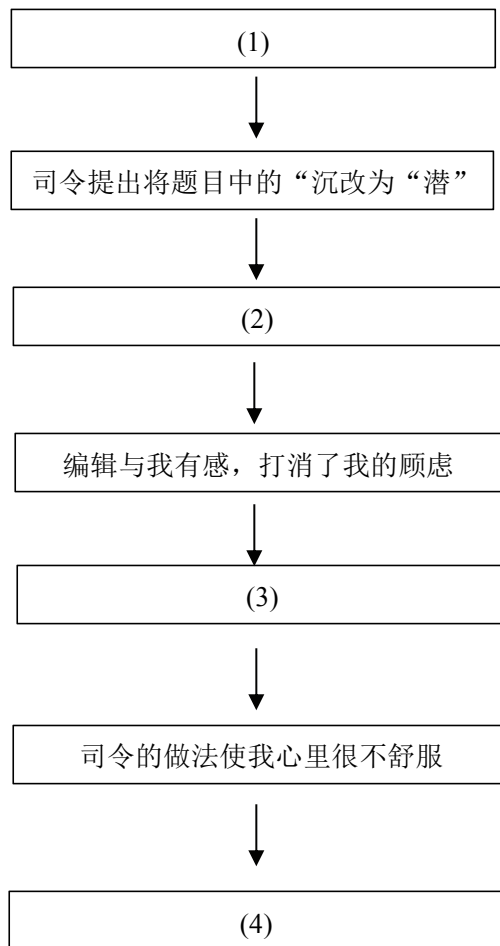 (1)
司令提出将题目中的“沉改为“潜”
(2)
编辑与我有感，打消了我的顾虑
(3)
司令的做法使我心里很不舒服
(4)